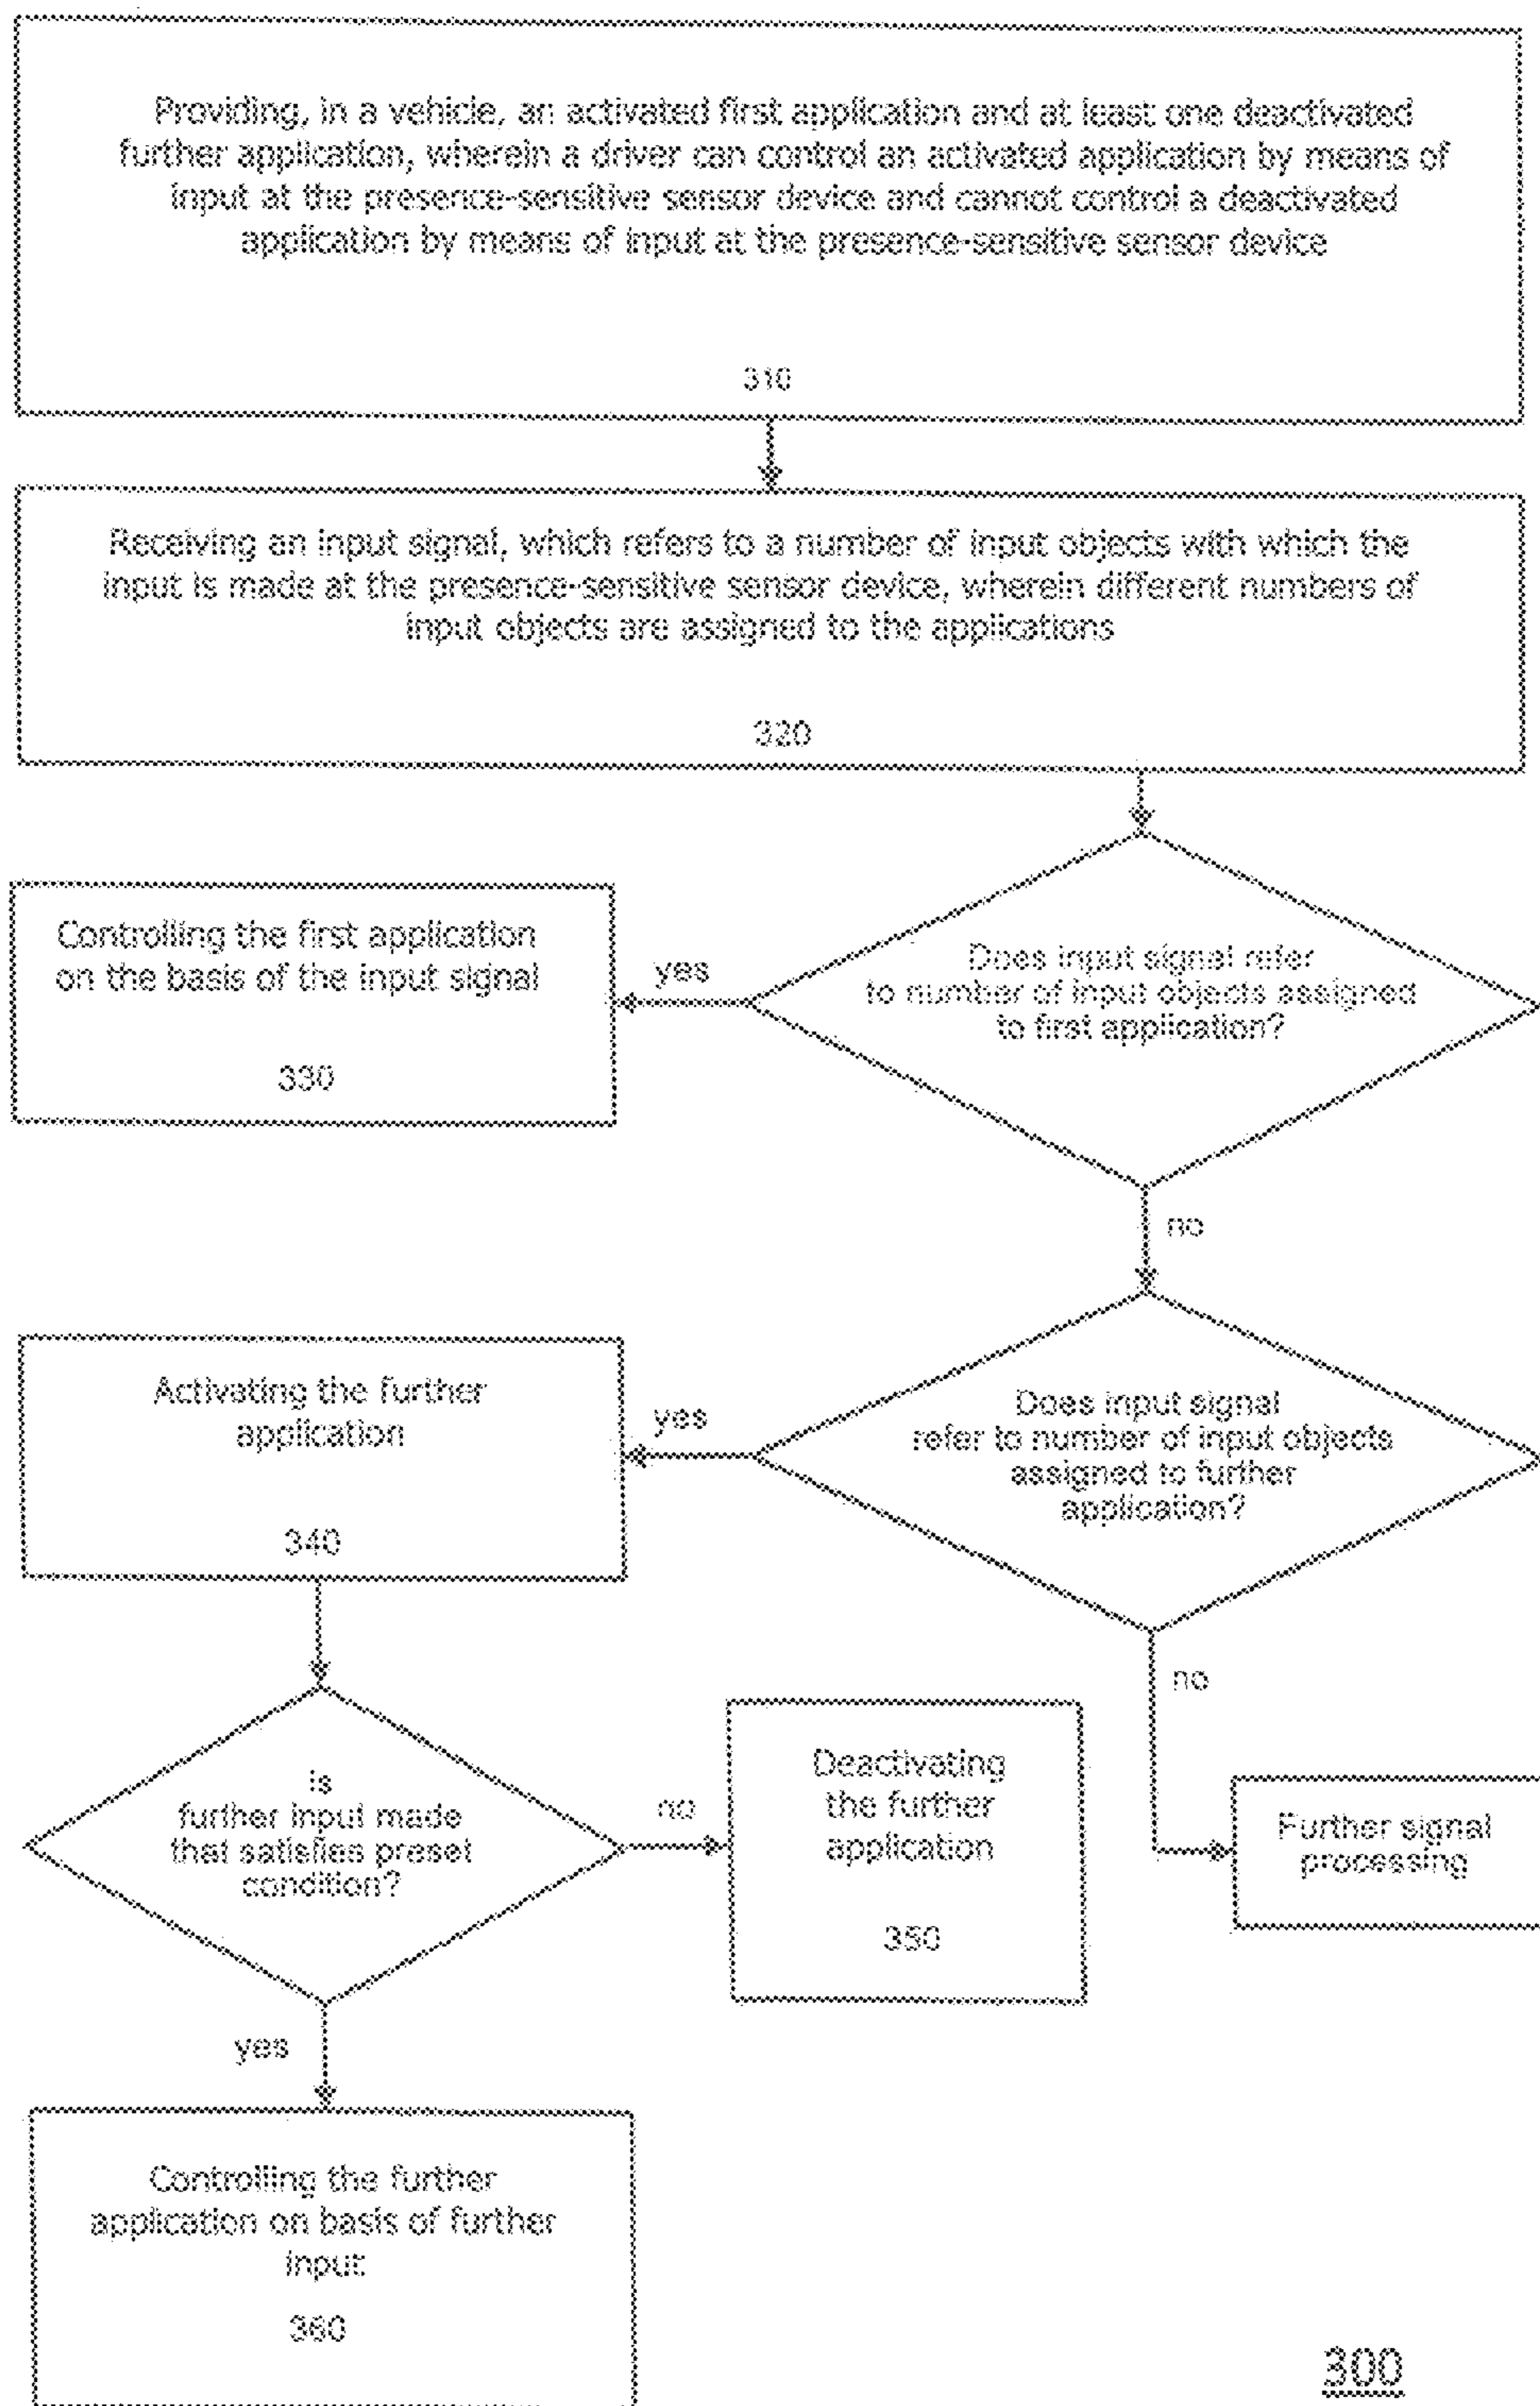 Providing, in a vehicle, an activated first application and at least one deactivated
further application, wherein a driver can control an activated application by means of
input at the presence-sensitive sensor device and cannot control a deactivated
application by means of input at the presence-sensitive sensor device
310
Receiving an input signal, which refers to a number of input objects with which the
input is made at the presence-sensitive sensor device, wherein different numbers of
input objects are assigned to the applications
320
Controlling the first application
on the basis of the input signal
330
yes
Does input signal refer
to number of input objects assigned
to first application?
no
Activating the further
application
340
yes
Does input signal
refer to number of input objects
assigned to further
application?
no
is
further input made
that satisfies preset
condition?
no
Deactivating
the further
application
350
Further signal
processing
yes
Controlling the further
application on basis of further
input
360
300